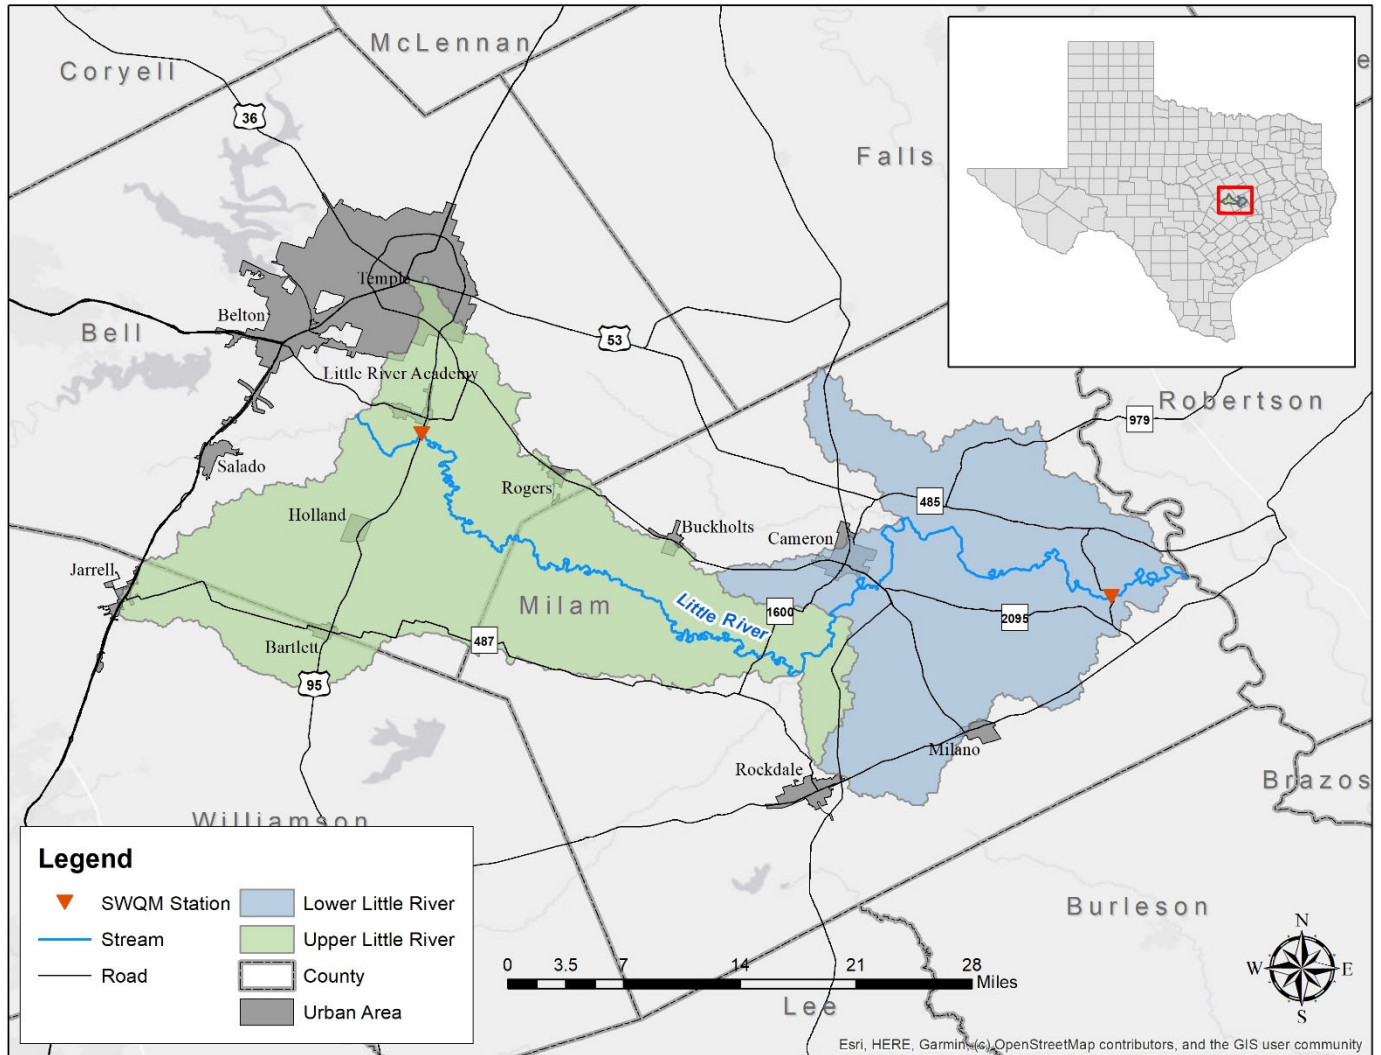 McLennan
Coryell
e
36
Falls
Temple
Belton
Bell
53
Little River Academy
Robertson
979
Salado
Rogers
485
Holland
Buckholts
Cameron
Jarrell
Milam
Little River
1600
2095
487
Bartlett
95
Milano
Rockdale
Brazos
Williamson
Legend
SWQM Station
Lower Little River
Stream
Upper Little River
Road
County
Urban Area
Burleson
N
W
E
S
0 3.5 7 14 21 28
Miles
Lee
Esri, HERE, Garmin, (c) OpenStreetMap contributors, and the GIS user community